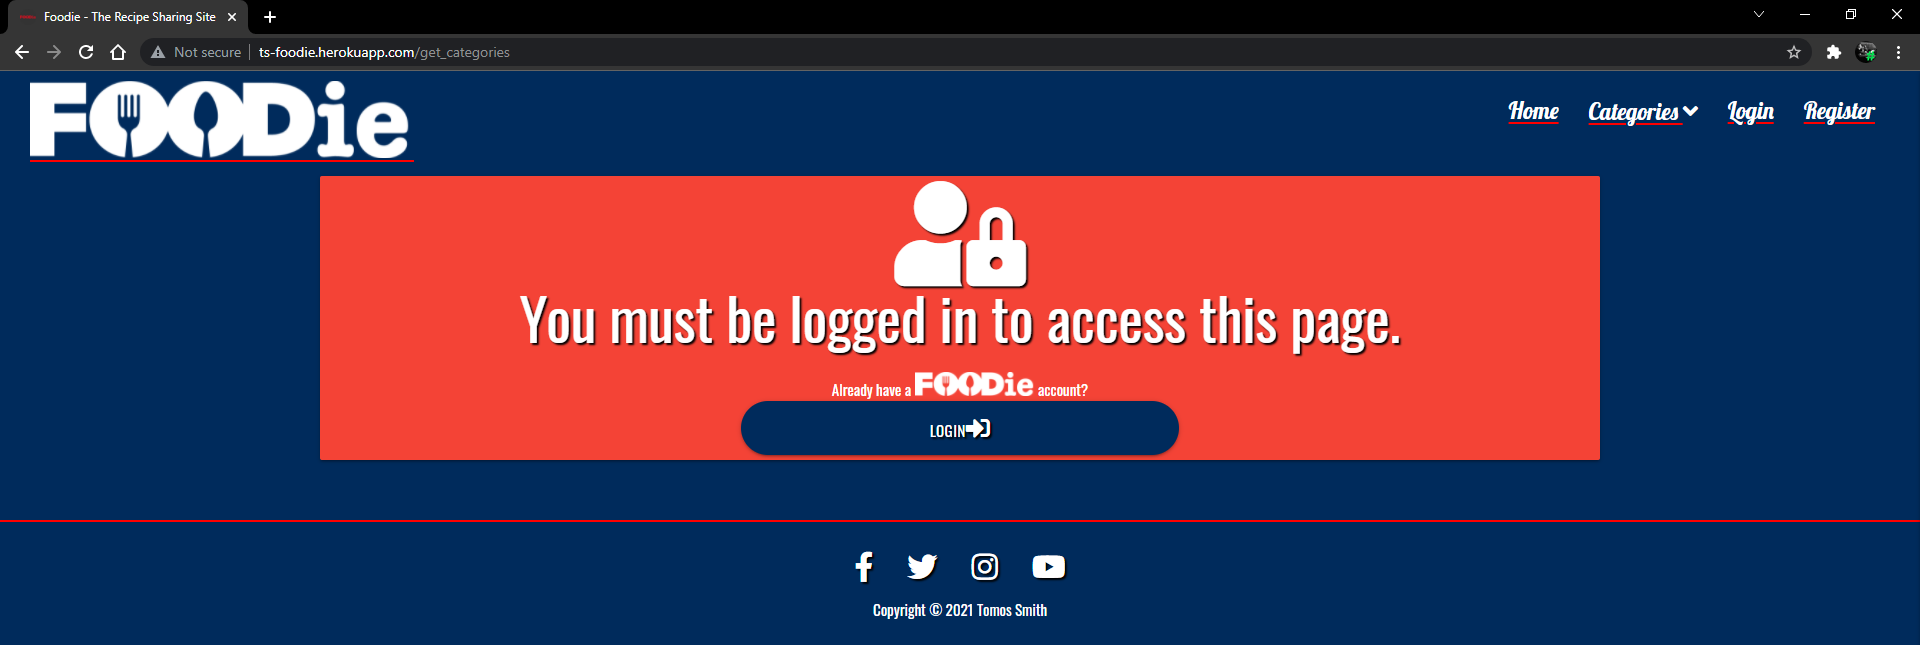 Foodie - The Recipe Sharing Site
Not secure ts-foodie.herokuapp.com/get_categories
FOODie
Home Categories Login Register
You must be logged in to access this page.
Already have a FOODie account?
LOGIN
Copyright © 2021 Tomos Smith